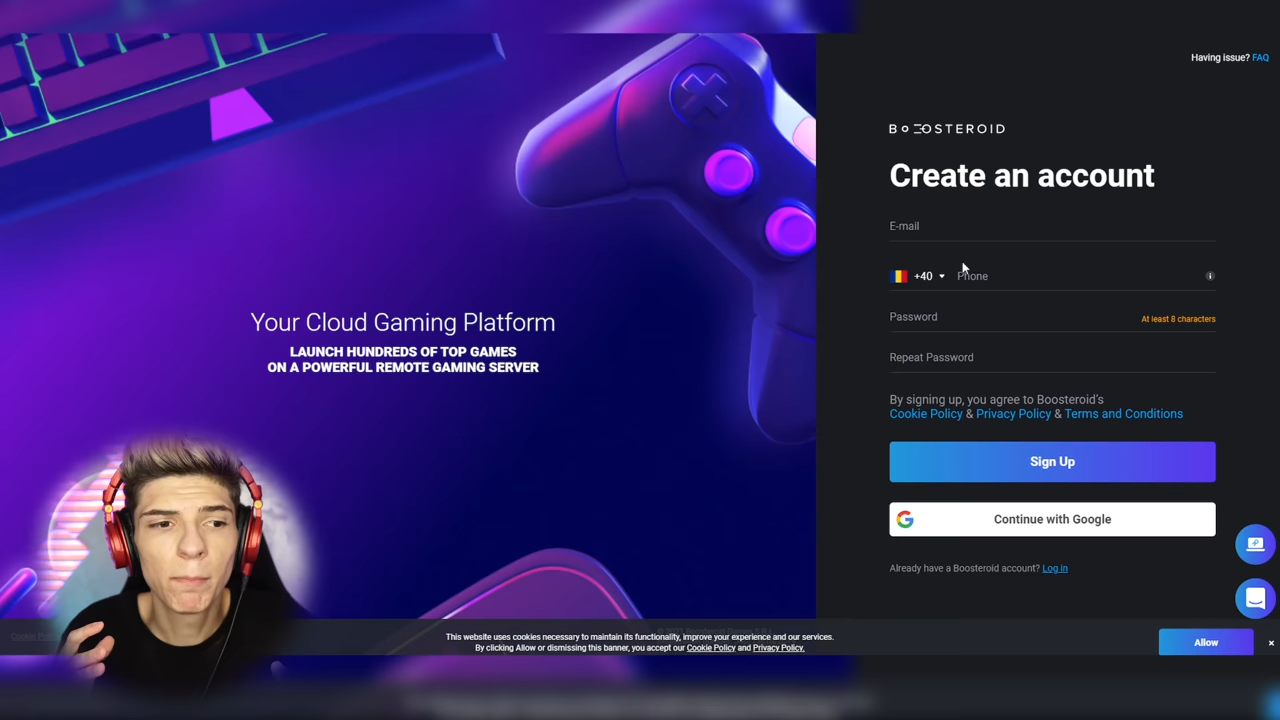 Having issue? FAQ
BOOSTEROID
Create an account
E-mail
+40 Phone
Password
At least 8 characters
Repeat Password
By signing up, you agree to Boosteroid's
Cookie Policy & Privacy Policy & Terms and Conditions
Sign Up
Continue with Google
Already have a Boosteroid account? Log in
Your Cloud Gaming Platform
LAUNCH HUNDREDS OF TOP GAMES
ON A POWERFUL REMOTE GAMING SERVER
This website uses cookies necessary to maintain its functionality, improve your experience and our services.
By clicking Allow or dismissing this banner, you accept our Cookie Policy and Privacy Policy.
Allow